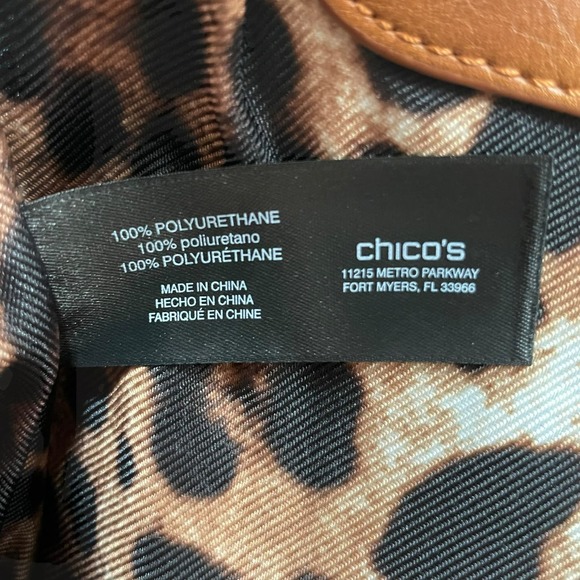 100% POLYURETHANE
100% poliuretano
100% POLYURÉTHANE
MADE IN CHINA
HECHO EN CHINA
FABRIQUÉ EN CHINE
chico's
11215 METRO PARKWAY
FORT MYERS, FL 33966